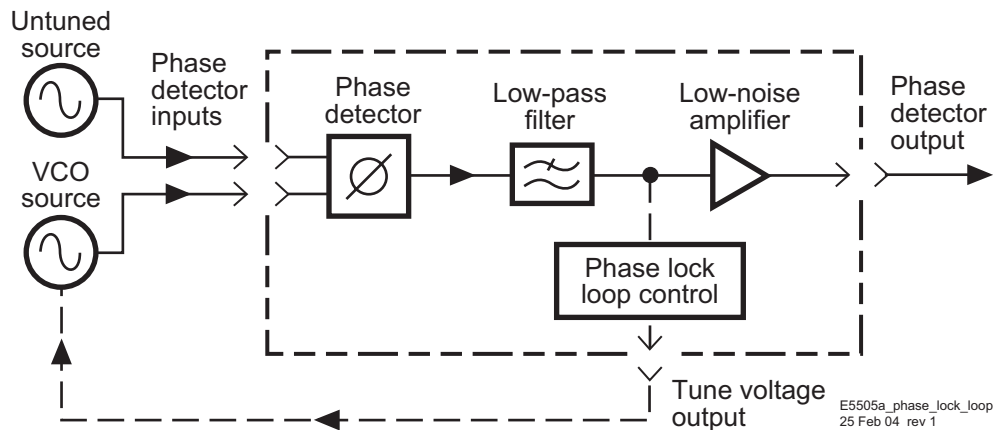 Untuned
source
Phase
detector
inputs
VCO
source
Phase
detector
Low-pass
filter
Low-noise
amplifier
Phase
detector
output
Phase lock
loop control
Tune voltage
output
E5505a_phase_lock_loop
25 Feb 04 rev 1